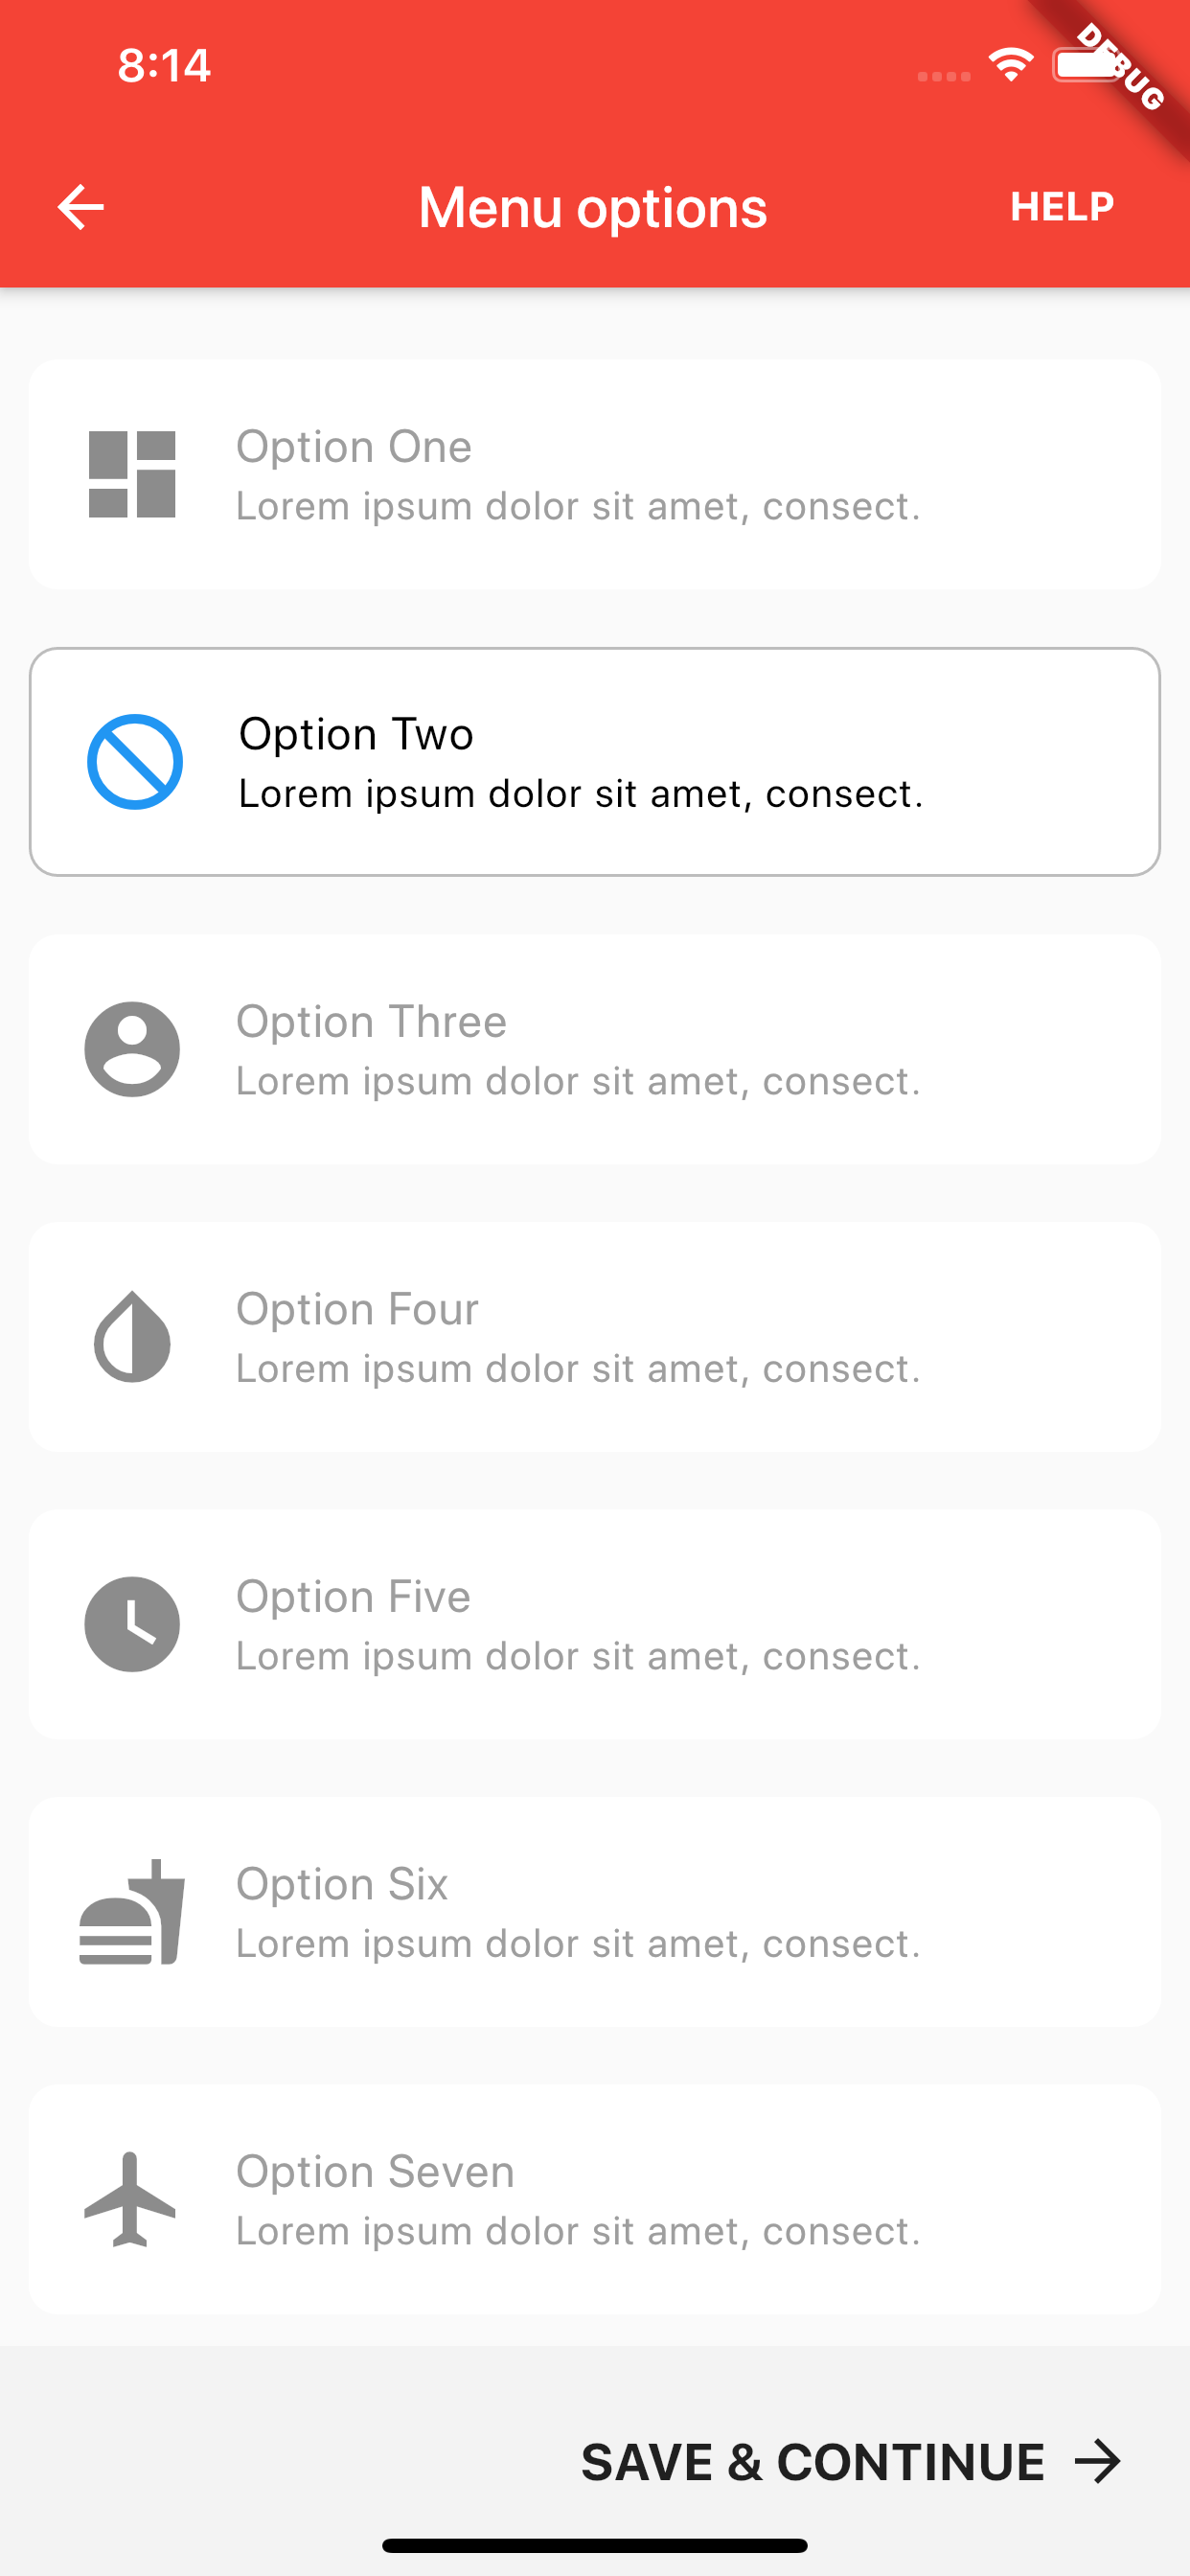 8:14
DEBUG
Menu options
HELP
Option One
Lorem ipsum dolor sit amet, consect.
Option Two
Lorem ipsum dolor sit amet, consect.
Option Three
Lorem ipsum dolor sit amet, consect.
Option Four
Lorem ipsum dolor sit amet, consect.
Option Five
Lorem ipsum dolor sit amet, consect.
Option Six
Lorem ipsum dolor sit amet, consect.
Option Seven
Lorem ipsum dolor sit amet, consect.
SAVE & CONTINUE